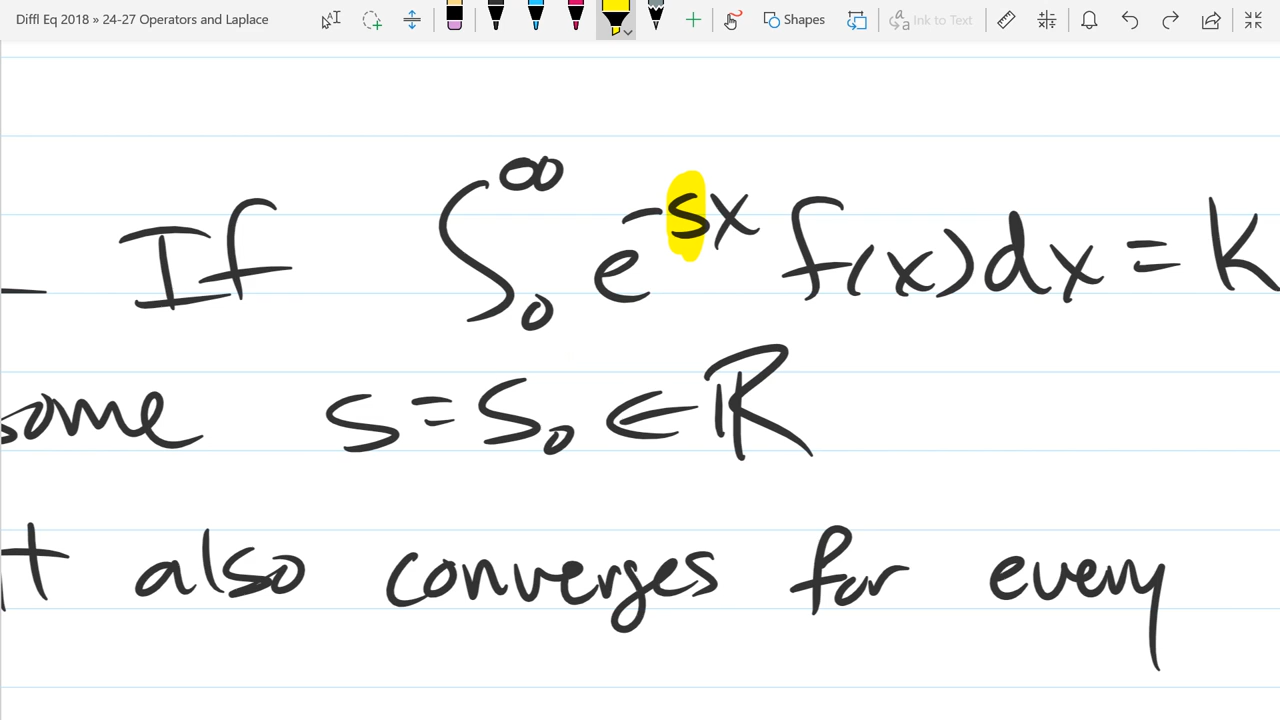 Diffl Eq 2018 » 24-27 Operators and Laplace
Shapes
Ink to Text
If ∫₀^∞ e^{-sx} f(x)dx = K
some s = s₀ ∈ ℝ
t also converges for every